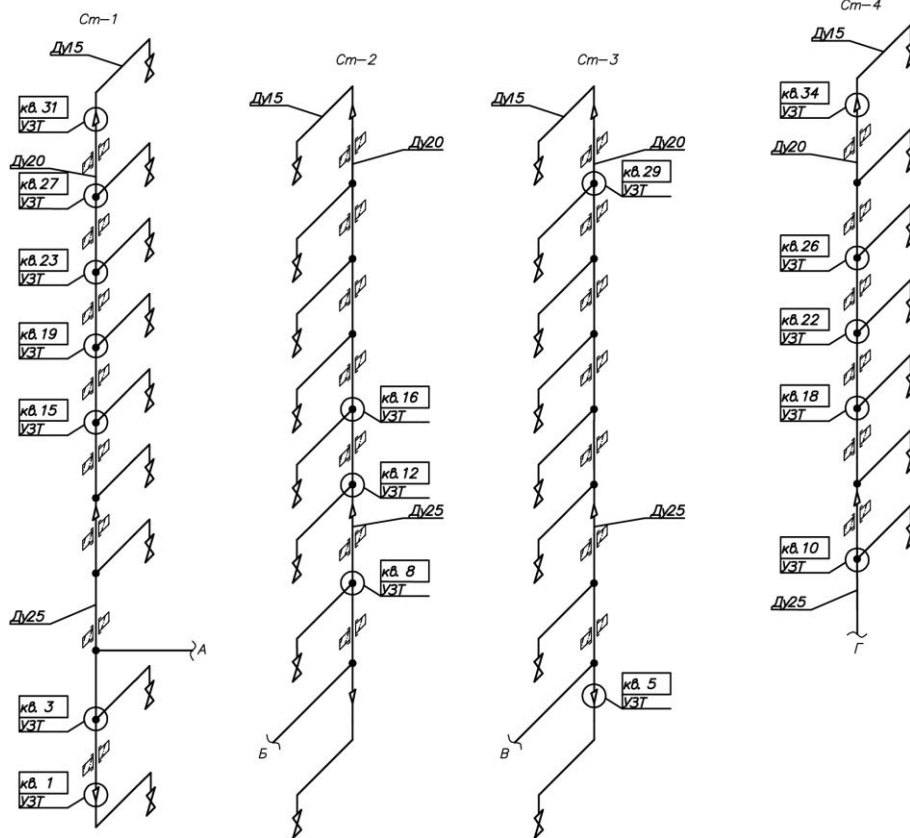 Ст-1
Ду15
кв. 31
УЗТ
Ду20
кв. 27
УЗТ
кв. 23
УЗТ
кв. 19
УЗТ
кв. 15
УЗТ
Ду25
А
кв. 3
УЗТ
кв. 1
УЗТ
Ст-2
Ду15
Ду20
кв. 16
УЗТ
кв. 12
УЗТ
Ду25
кв. 8
УЗТ
Б
Ст-3
Ду15
Ду20
кв. 29
УЗТ
Ду25
кв. 5
УЗТ
В
Ст-4
Ду15
кв. 34
УЗТ
Ду20
кв. 26
УЗТ
кв. 22
УЗТ
кв. 18
УЗТ
кв. 10
УЗТ
Ду25
Г